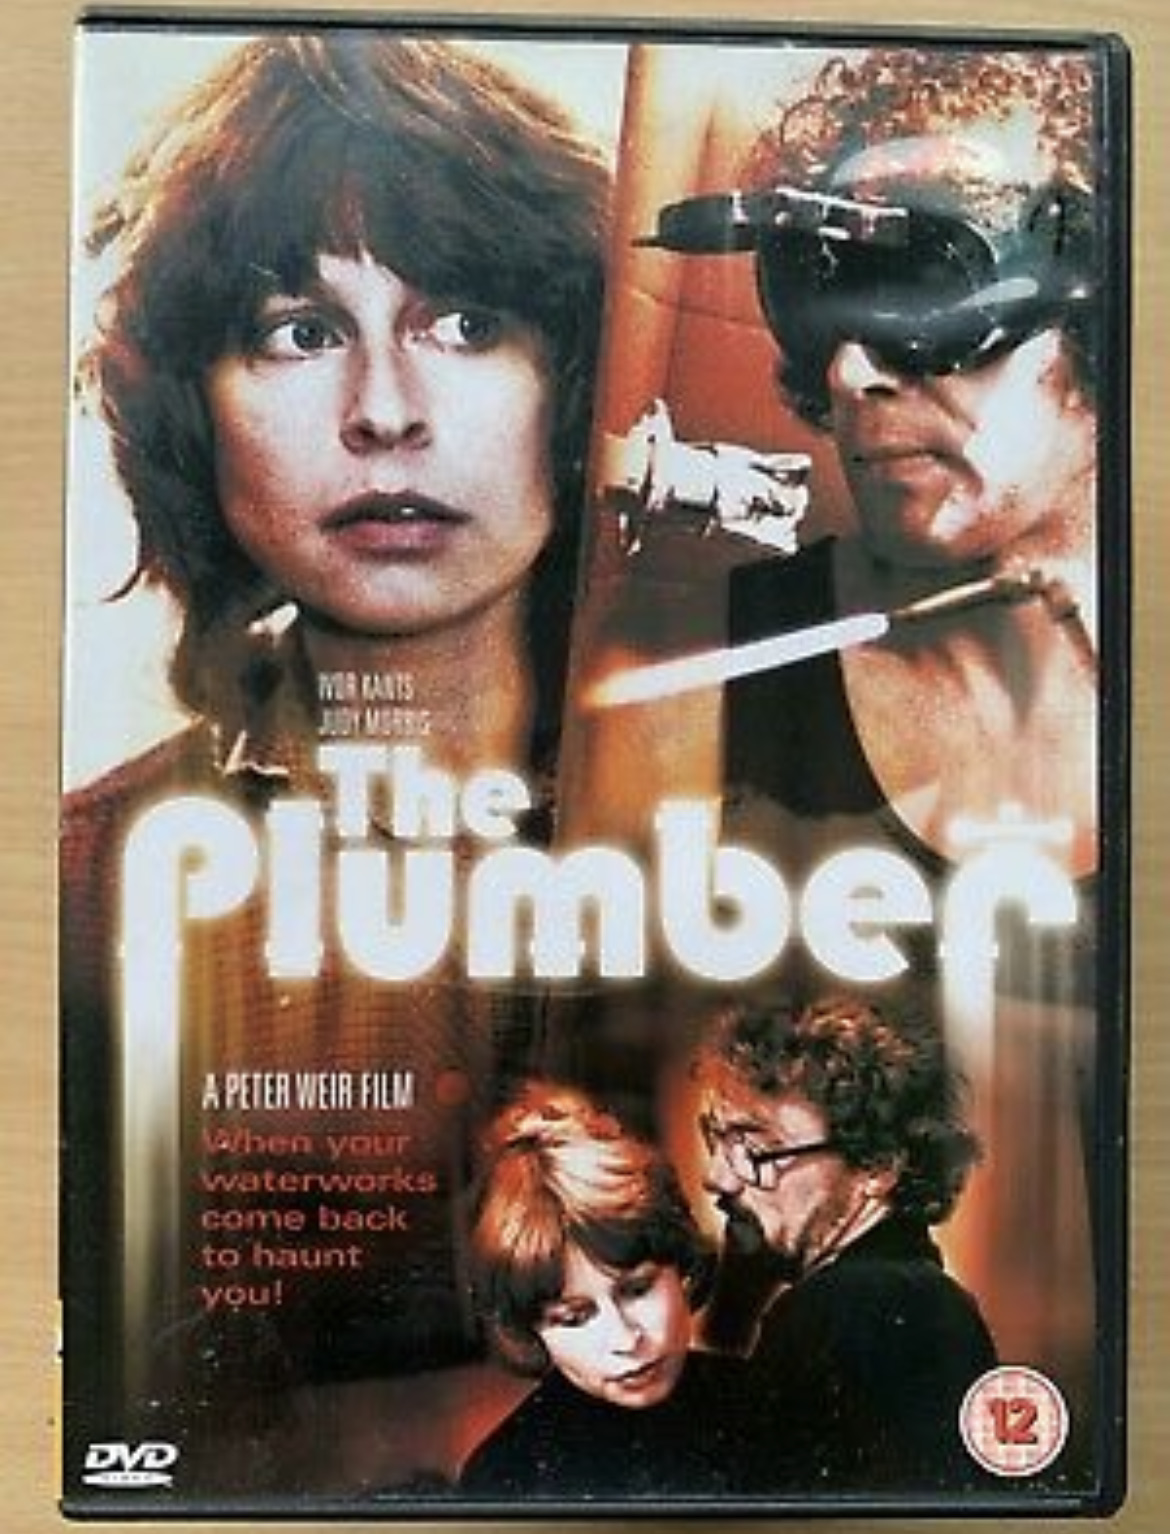 IVOR KANTS
JUDY MORRIS
The
Plumber
A PETER WEIR FILM
When your
waterworks
come back
to haunt
you!
DVD
VIDEO
12